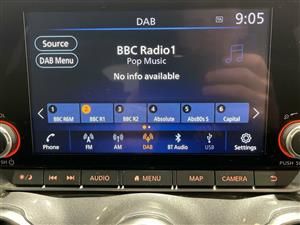 DAB
9:05
Source
DAB Menu
BBC Radio1
Pop Music
No info available
1 2 3 4 5 6
BBC R6M BBC R1 BBC R2 Absolute Abs80s S Capital
Phone FM AM DAB BT Audio USB Settings
PUSH
AUDIO MENU MAP CAMERA
PUSH